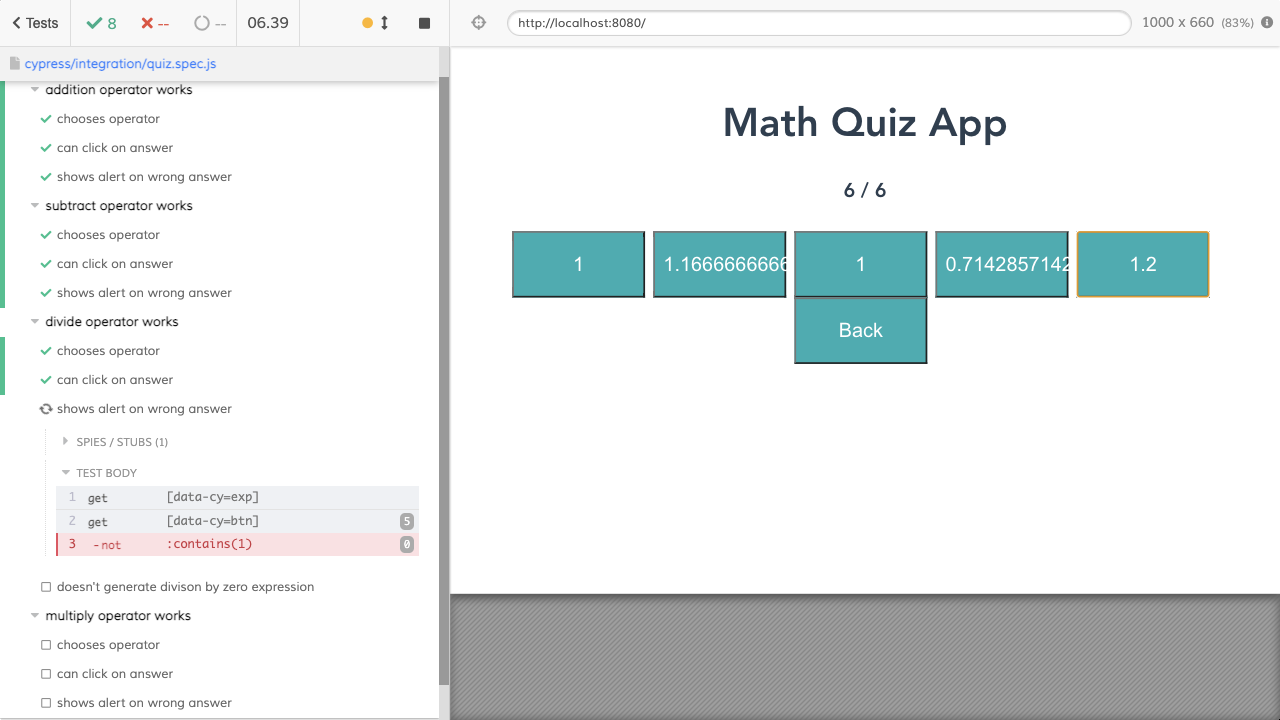 Tests
8
--
--
06.39
cypress/integration/quiz.spec.js
addition operator works
chooses operator
can click on answer
shows alert on wrong answer
subtract operator works
chooses operator
can click on answer
shows alert on wrong answer
divide operator works
chooses operator
can click on answer
shows alert on wrong answer
SPIES / STUBS (1)
TEST BODY
1 get [data-cy=exp]
2 get [data-cy=btn] 5
3 -not :contains(1) 0
doesn't generate divison by zero expression
multiply operator works
chooses operator
can click on answer
shows alert on wrong answer
http://localhost:8080/
1000 x 660 (83%)
Math Quiz App
6 / 6
1
1.1666666666
1
0.7142857142
1.2
Back